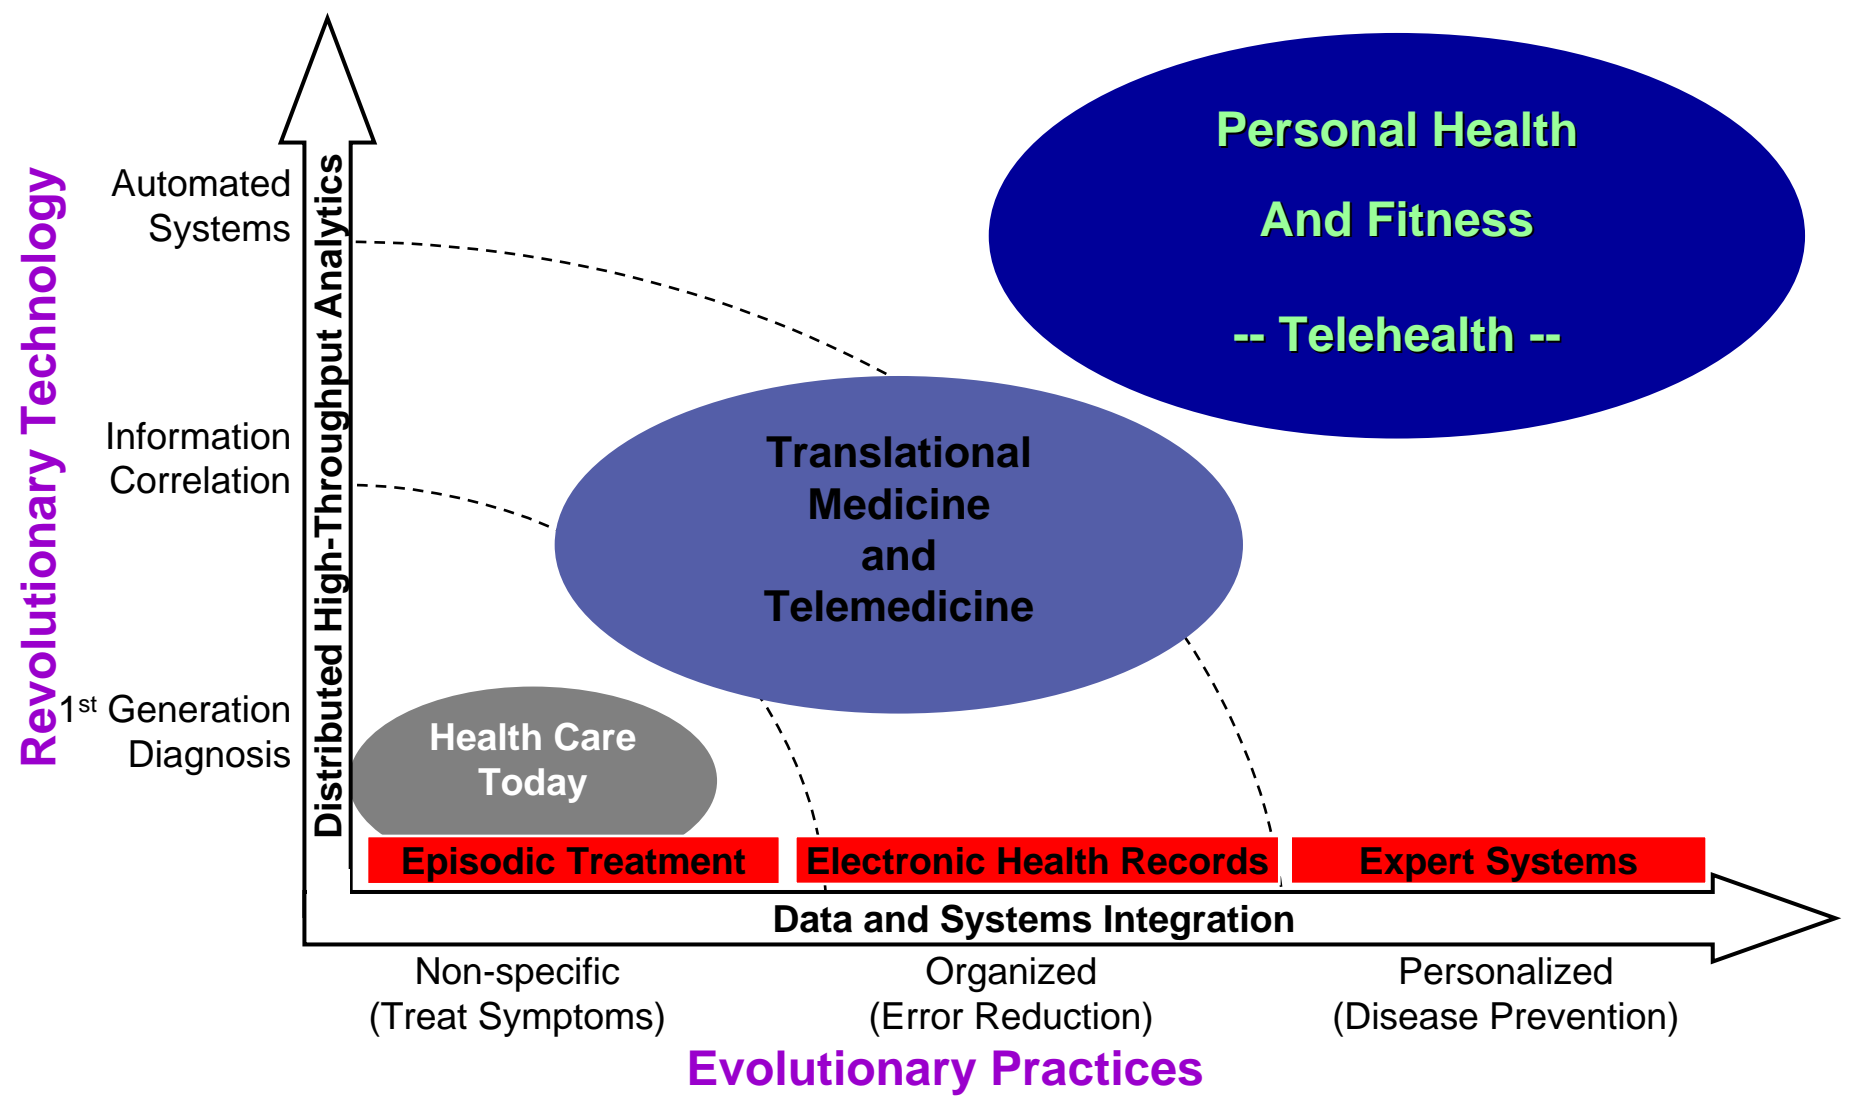 Revolutionary Technology
Automated
Systems
Information
Correlation
1st Generation
Diagnosis
Distributed High-Throughput Analytics
Personal Health
And Fitness
-- Telehealth --
Translational
Medicine
and
Telemedicine
Health Care
Today
Episodic Treatment
Electronic Health Records
Expert Systems
Data and Systems Integration
Non-specific
(Treat Symptoms)
Organized
(Error Reduction)
Personalized
(Disease Prevention)
Evolutionary Practices